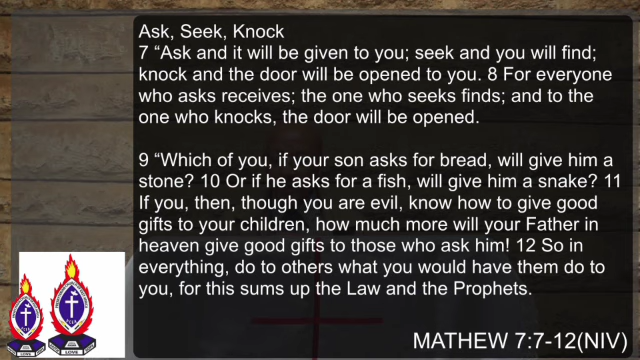 Ask, Seek, Knock
7 “Ask and it will be given to you; seek and you will find;
knock and the door will be opened to you. 8 For everyone
who asks receives; the one who seeks finds; and to the
one who knocks, the door will be opened.
9 “Which of you, if your son asks for bread, will give him a
stone? 10 Or if he asks for a fish, will give him a snake? 11
If you, then, though you are evil, know how to give good
gifts to your children, how much more will your Father in
heaven give good gifts to those who ask him! 12 So in
everything, do to others what you would have them do to
you, for this sums up the Law and the Prophets.
MATHEW 7:7-12(NIV)
LOVE